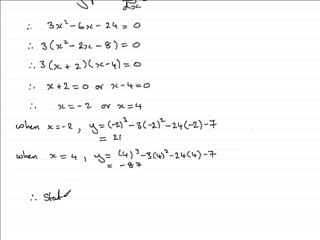 ∴ 3x² - 6x - 24 = 0
∴ 3(x² - 2x - 8) = 0
∴ 3(x + 2)(x - 4) = 0
∴ x + 2 = 0 or x - 4 = 0
∴ x = -2 or x = 4
when x = -2, y = (-2)³ - 3(-2)² - 24(-2) - 7
= 21
when x = 4, y = (4)³ - 3(4)² - 24(4) - 7
= -87
∴ Stat